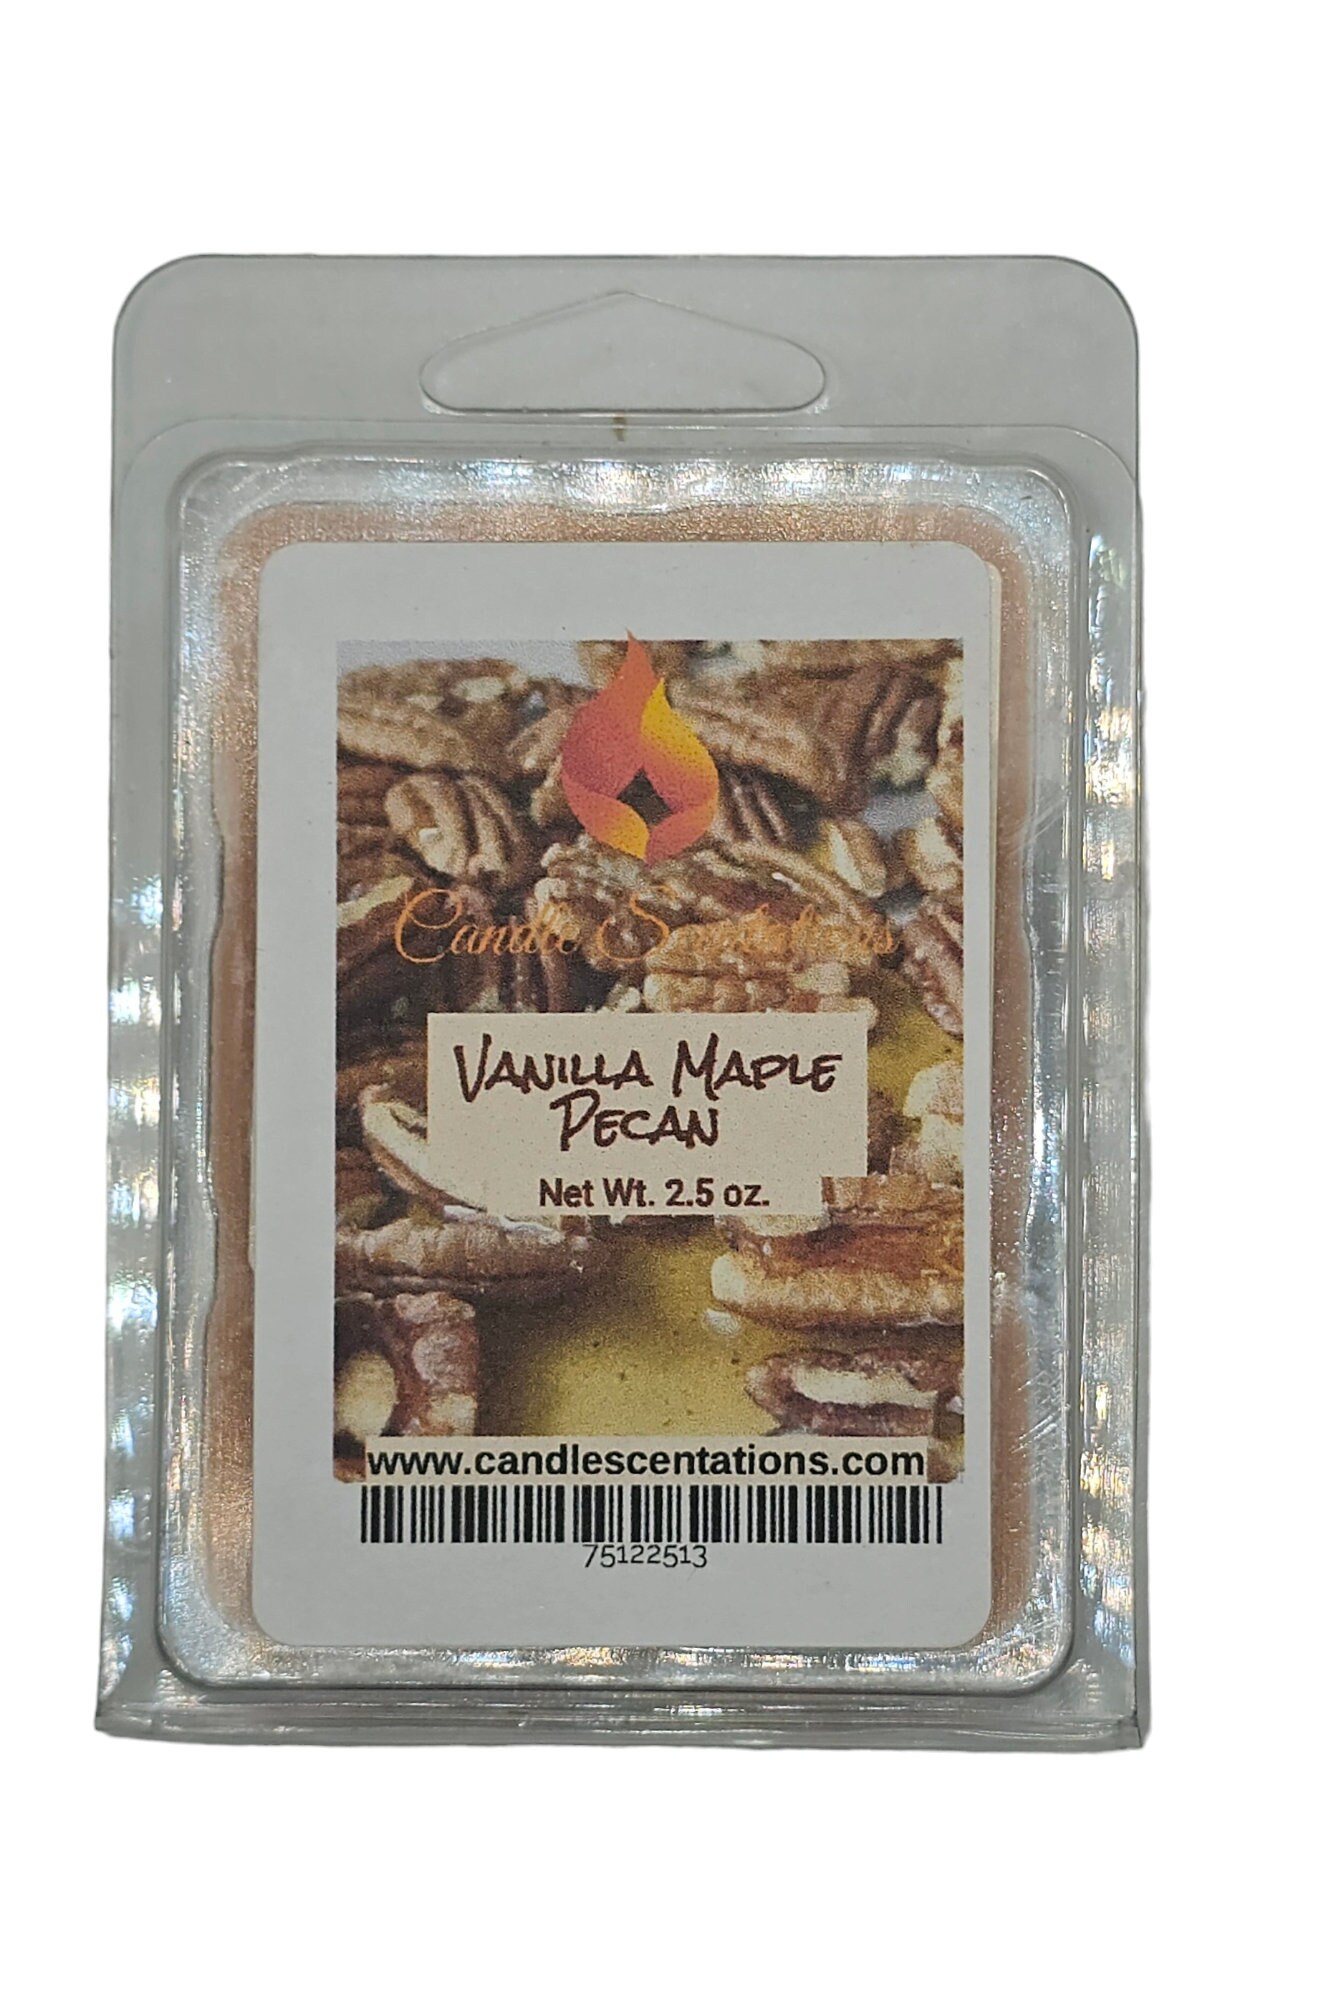 Candle Scentations
Vanilla Maple
Pecan
Net Wt. 2.5 oz.
www.candlescentations.com
75122513